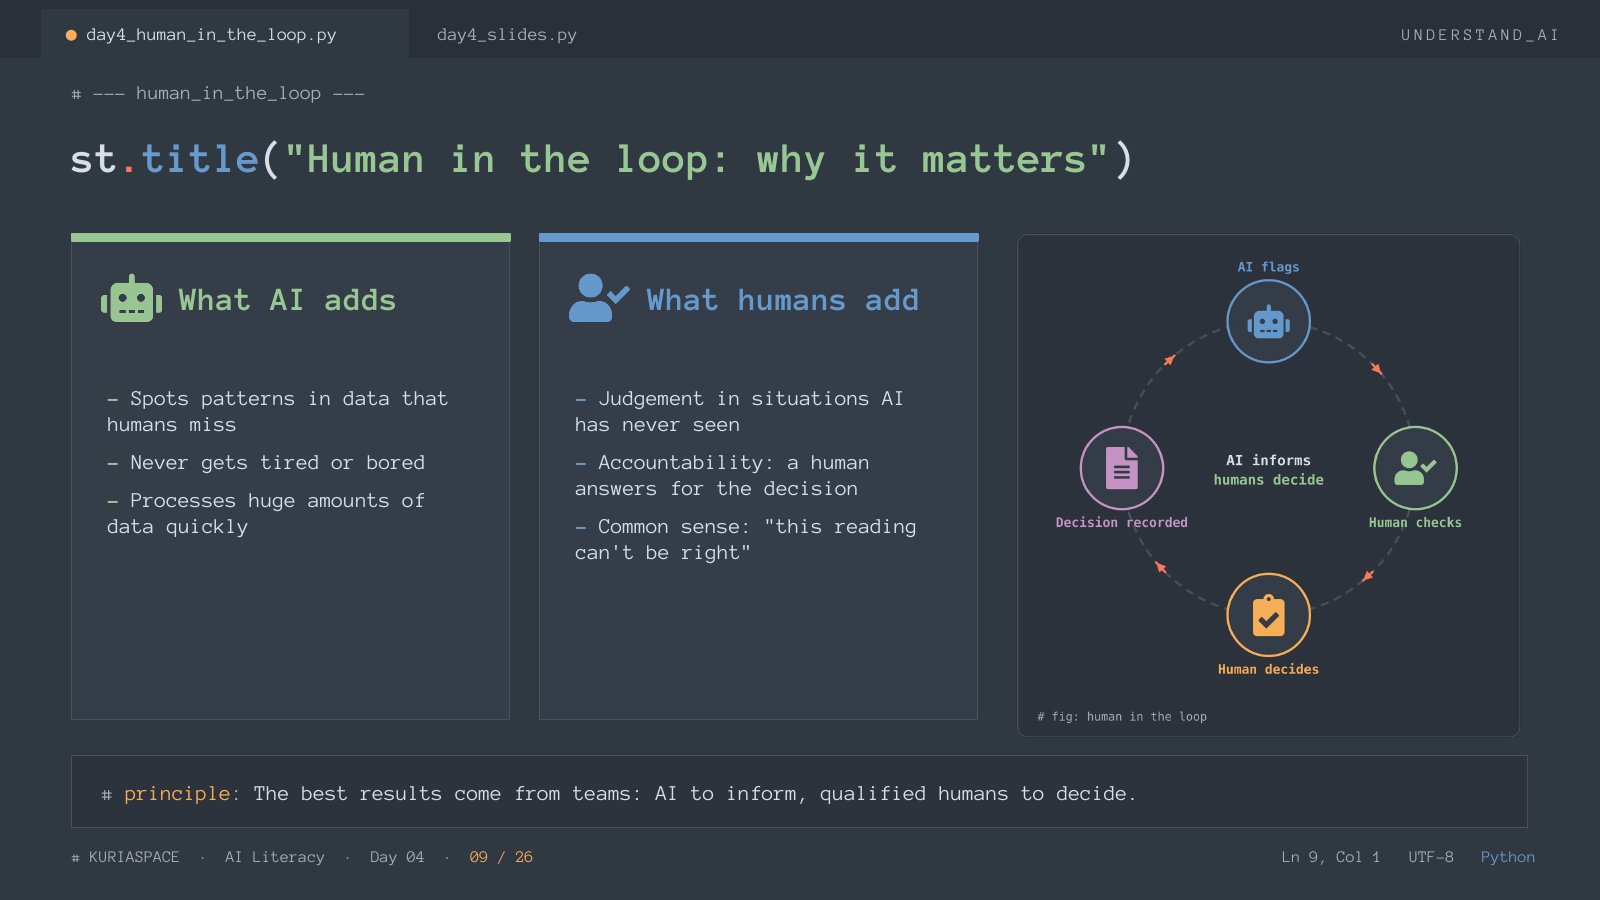 day4_human_in_the_loop.py
day4_slides.py
UNDERSTAND_AI
# --- human_in_the_loop ---
st.title("Human in the loop: why it matters")
What AI adds
- Spots patterns in data that
humans miss
- Never gets tired or bored
- Processes huge amounts of
data quickly
What humans add
- Judgement in situations AI
has never seen
- Accountability: a human
answers for the decision
- Common sense: "this reading
can't be right"
AI flags
AI informs
humans decide
Decision recorded
Human checks
Human decides
# fig: human in the loop
# principle: The best results come from teams: AI to inform, qualified humans to decide.
# KURIASPACE · AI Literacy · Day 04 · 09 / 26
Ln 9, Col 1 UTF-8 Python